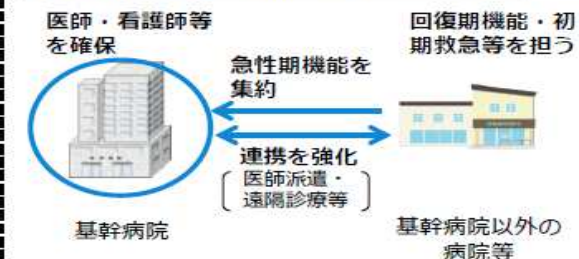 医師・看護師等
を確保
回復期機能・初
期救急等を担う
急性期機能を
集約
連携を強化
医師派遣・
遠隔診療等
基幹病院
基幹病院以外の
病院等